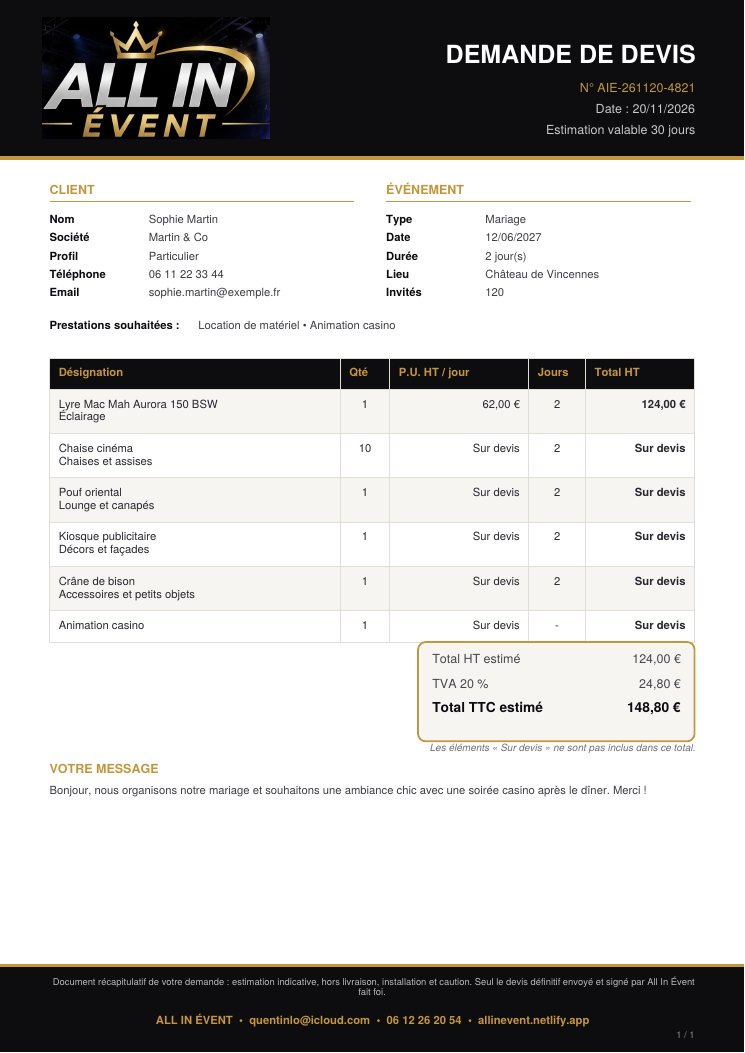 ALL IN
ÉVENT
DEMANDE DE DEVIS
N° AIE-261120-4821
Date : 20/11/2026
Estimation valable 30 jours
CLIENT
Nom Sophie Martin
Société Martin & Co
Profil Particulier
Téléphone 06 11 22 33 44
Email sophie.martin@exemple.fr
ÉVÉNEMENT
Type Mariage
Date 12/06/2027
Durée 2 jour(s)
Lieu Château de Vincennes
Invités 120
Prestations souhaitées : Location de matériel • Animation casino
Désignation Qté P.U. HT / jour Jours Total HT
Lyre Mac Mah Aurora 150 BSW 1 62,00 € 2 124,00 €
Éclairage
Chaise cinéma 10 Sur devis 2 Sur devis
Chaises et assises
Pouf oriental 1 Sur devis 2 Sur devis
Lounge et canapés
Kiosque publicitaire 1 Sur devis 2 Sur devis
Décors et façades
Crâne de bison 1 Sur devis 2 Sur devis
Accessoires et petits objets
Animation casino 1 Sur devis - Sur devis
Total HT estimé 124,00 €
TVA 20 % 24,80 €
Total TTC estimé 148,80 €
Les éléments « Sur devis » ne sont pas inclus dans ce total.
VOTRE MESSAGE
Bonjour, nous organisons notre mariage et souhaitons une ambiance chic avec une soirée casino après le dîner. Merci !
Document récapitulatif de votre demande : estimation indicative, hors livraison, installation et caution. Seul le devis définitif envoyé et signé par All In Évent
fait foi.
ALL IN ÉVENT • quentinlo@icloud.com • 06 12 26 20 54 • allinevent.netlify.app
1 / 1